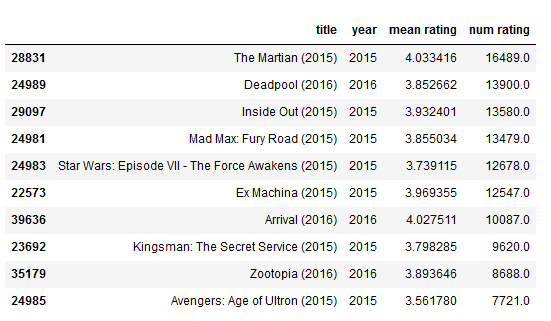 title year mean rating num rating
28831 The Martian (2015) 2015 4.033416 16489.0
24989 Deadpool (2016) 2016 3.852662 13900.0
29097 Inside Out (2015) 2015 3.932401 13580.0
24981 Mad Max: Fury Road (2015) 2015 3.855034 13479.0
24983 Star Wars: Episode VII - The Force Awakens (2015) 2015 3.739115 12678.0
22573 Ex Machina (2015) 2015 3.969355 12547.0
39636 Arrival (2016) 2016 4.027511 10087.0
23692 Kingsman: The Secret Service (2015) 2015 3.798285 9620.0
35179 Zootopia (2016) 2016 3.893646 8688.0
24985 Avengers: Age of Ultron (2015) 2015 3.561780 7721.0